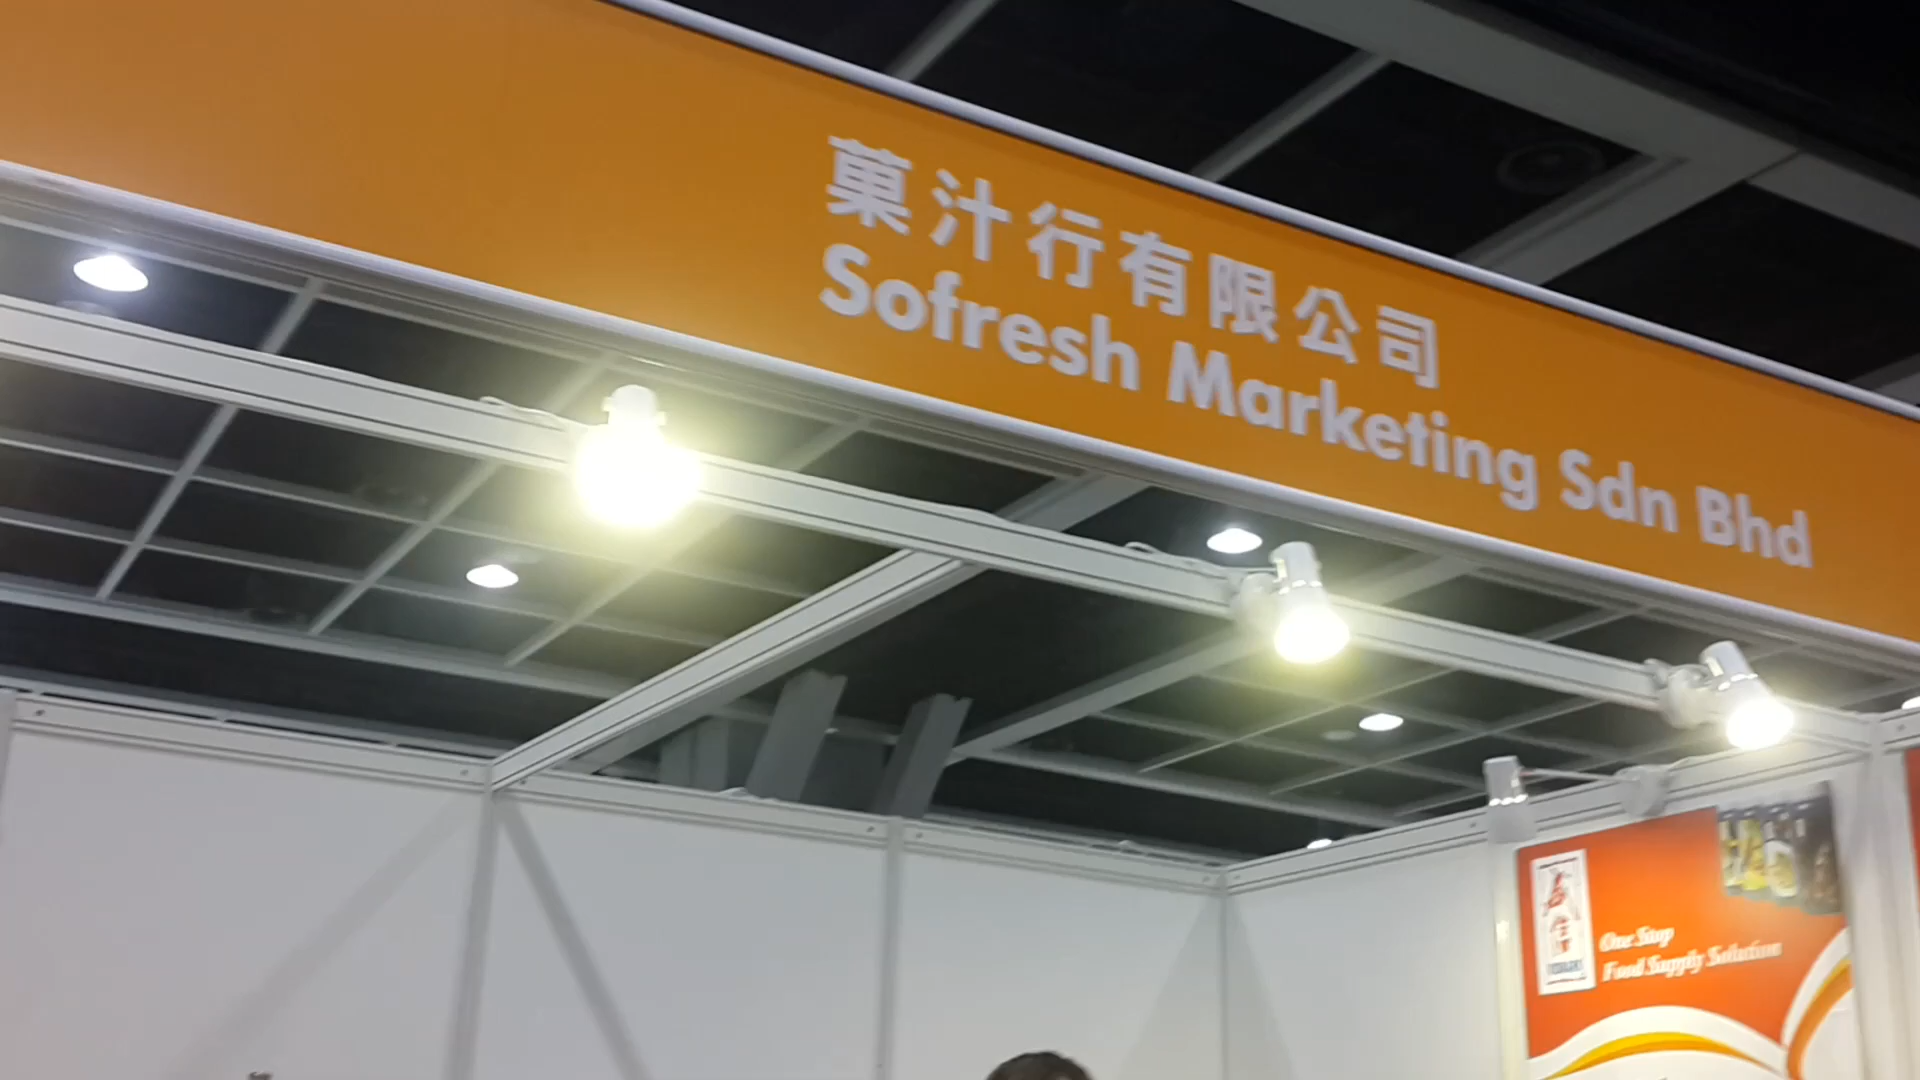 菓汁行有限公司
Sofresh Marketing Sdn Bhd
One Stop
Food Supply Solution